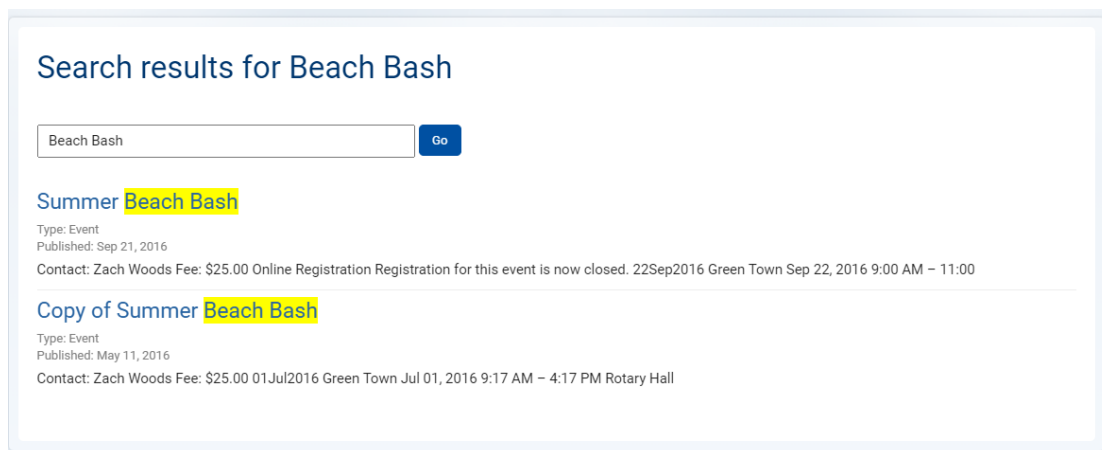 Search results for Beach Bash
Beach Bash
Go
Summer Beach Bash
Type: Event
Published: Sep 21, 2016
Contact: Zach Woods Fee: $25.00 Online Registration Registration for this event is now closed. 22Sep2016 Green Town Sep 22, 2016 9:00 AM – 11:00
Copy of Summer Beach Bash
Type: Event
Published: May 11, 2016
Contact: Zach Woods Fee: $25.00 01Jul2016 Green Town Jul 01, 2016 9:17 AM – 4:17 PM Rotary Hall